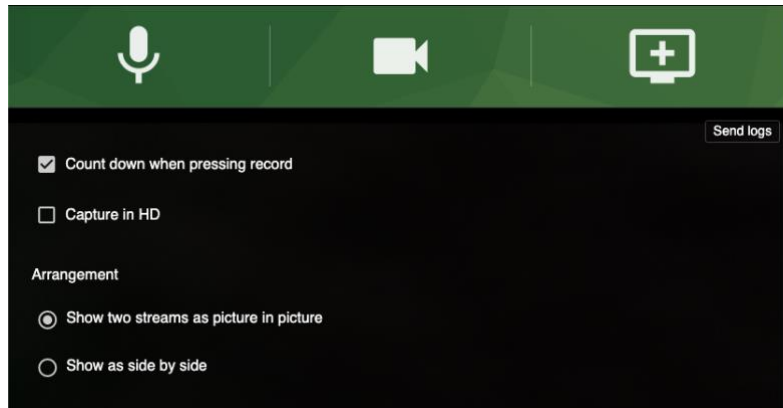 Send logs
Count down when pressing record
Capture in HD
Arrangement
Show two streams as picture in picture
Show as side by side